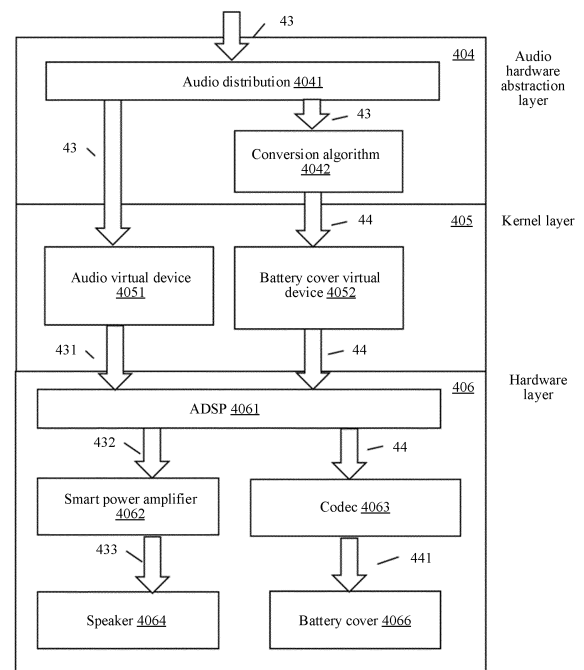 43
404
Audio
hardware
abstraction
layer
Audio distribution 4041
43
43
Conversion algorithm
4042
44
405
Kernel layer
Audio virtual device
4051
Battery cover virtual
device 4052
431
44
406
Hardware
layer
ADSP 4061
432
44
Smart power amplifier
4062
Codec 4063
433
441
Speaker 4064
Battery cover 4066